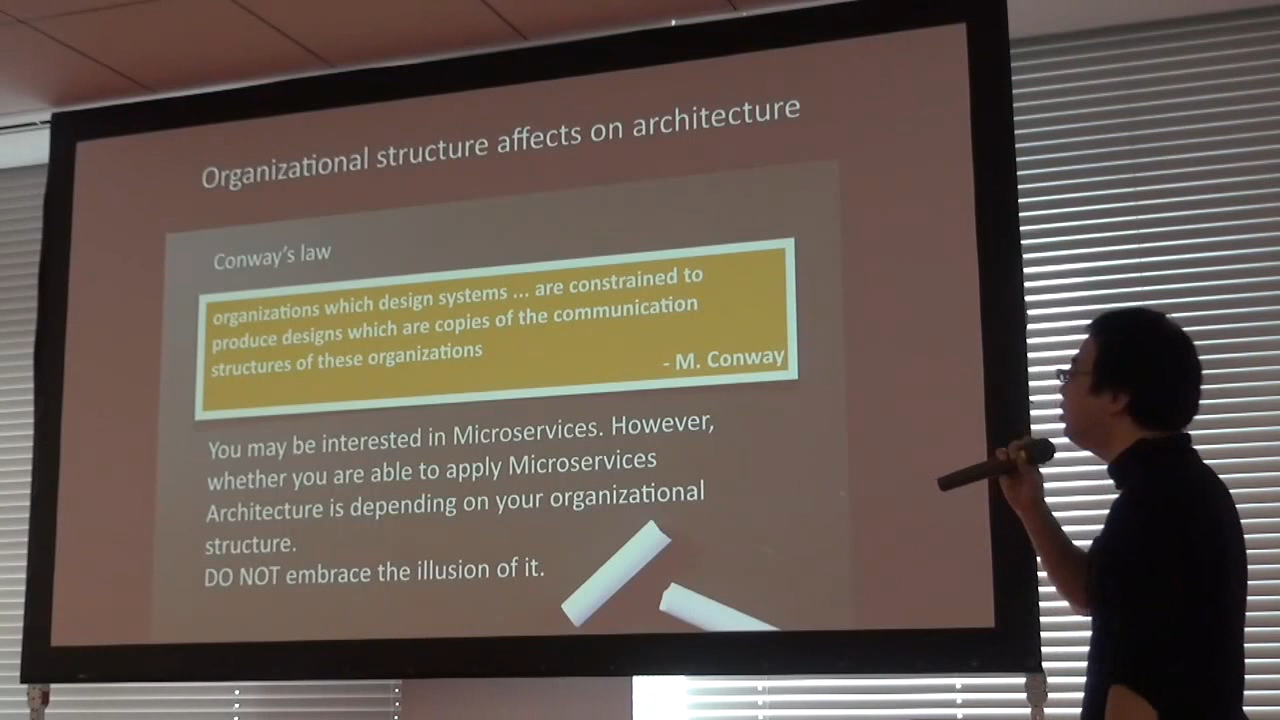 Organizational structure affects on architecture
Conway's law
organizations which design systems ... are constrained to
produce designs which are copies of the communication
structures of these organizations
- M. Conway
You may be interested in Microservices. However,
whether you are able to apply Microservices
Architecture is depending on your organizational
structure.
DO NOT embrace the illusion of it.